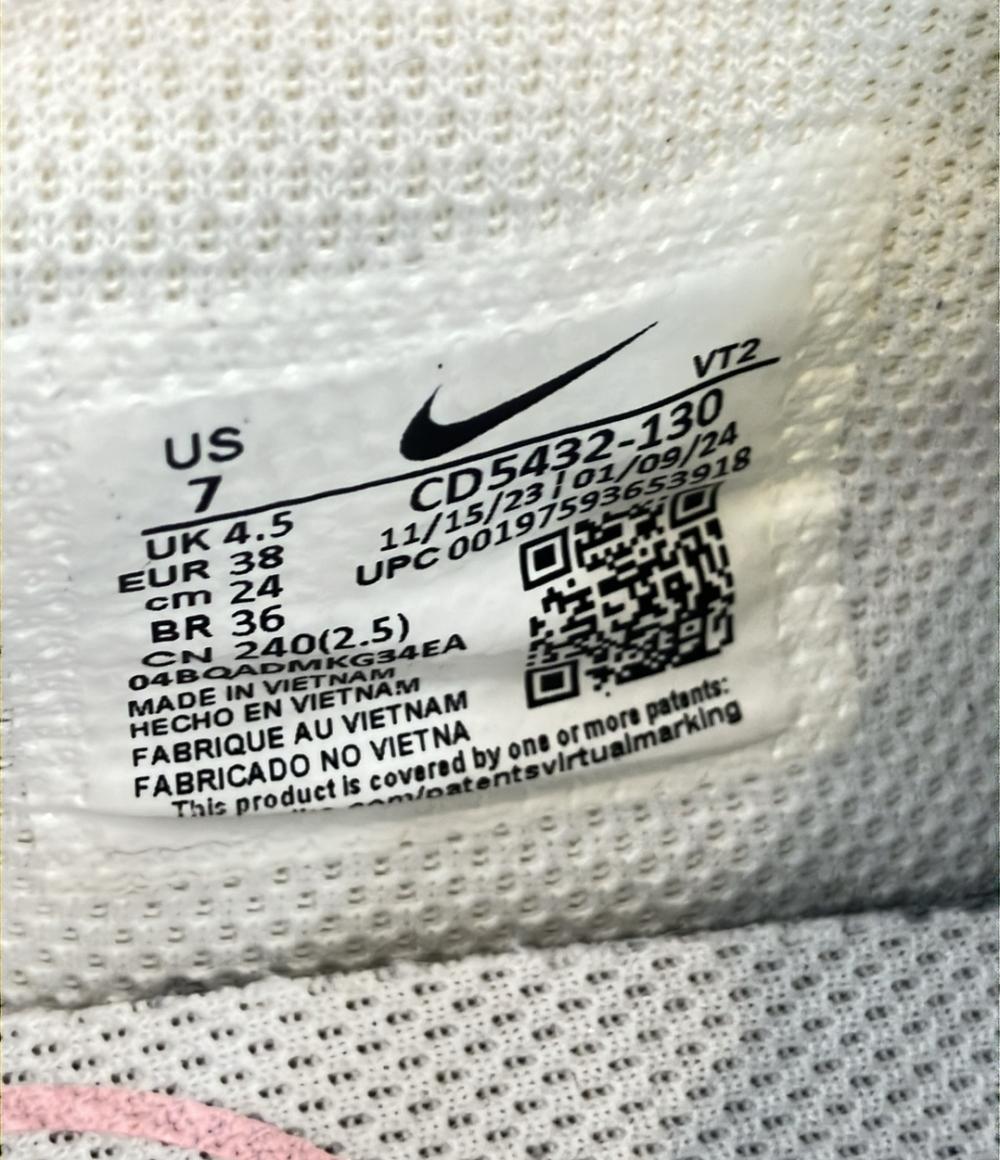 US
7
UK 4.5
EUR 38
cm 24
BR 36
CN 240(2.5)
VT2
CD5432-130
11/15/23 | 01/09/24
UPC 00197593653918
04BQADMKG34EA
MADE IN VIETNAM
HECHO EN VIETNAM
FABRIQUE AU VIETNAM
FABRICADO NO VIETNA
This product is covered by one or more patents:
.com/patentsvirtualmarking